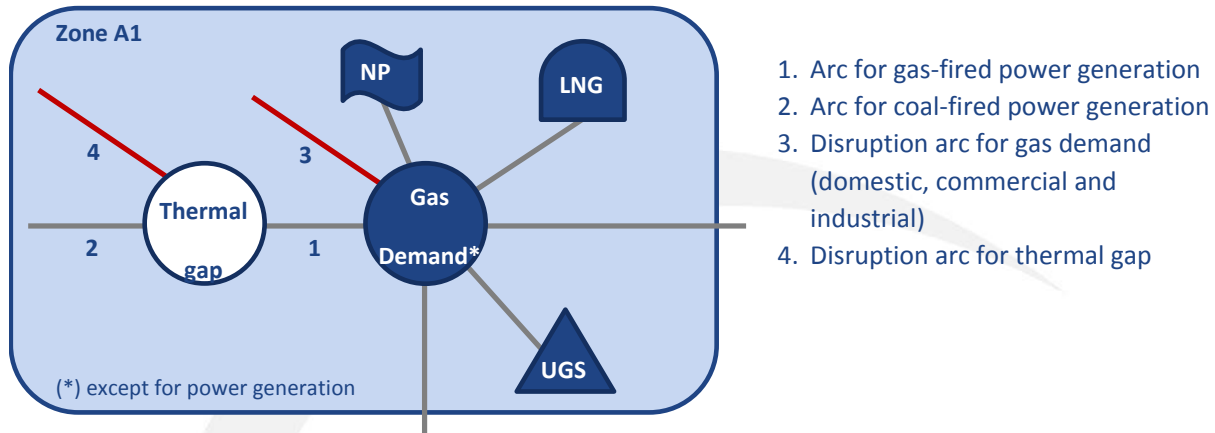 Zone A1
NP
LNG
4
3
Thermal
gap
Gas
Demand*
2
1
UGS
(*) except for power generation
1. Arc for gas-fired power generation
2. Arc for coal-fired power generation
3. Disruption arc for gas demand
(domestic, commercial and
industrial)
4. Disruption arc for thermal gap